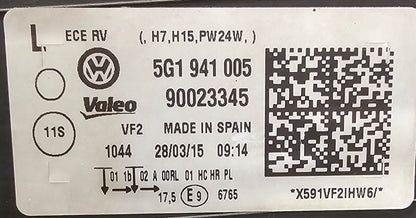 L. ECE RV (, H7,H15,PW24W, )
5G1 941 005
Valeo 90023345
11S VF2 MADE IN SPAIN
1044 28/03/15 09:14
01 1b 02 A 00RL 01 HC HR PL
17,5 E9 6765
*X591VF2IHW6/*